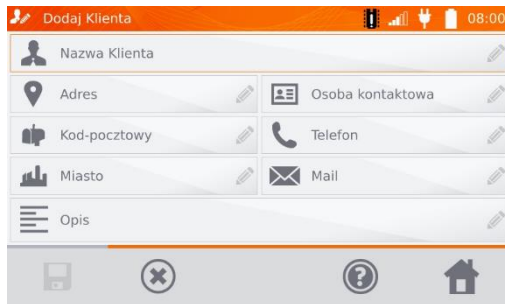 Dodaj Klienta 08:00
Nazwa Klienta
Adres Osoba kontaktowa
Kod-pocztowy Telefon
Miasto Mail
Opis